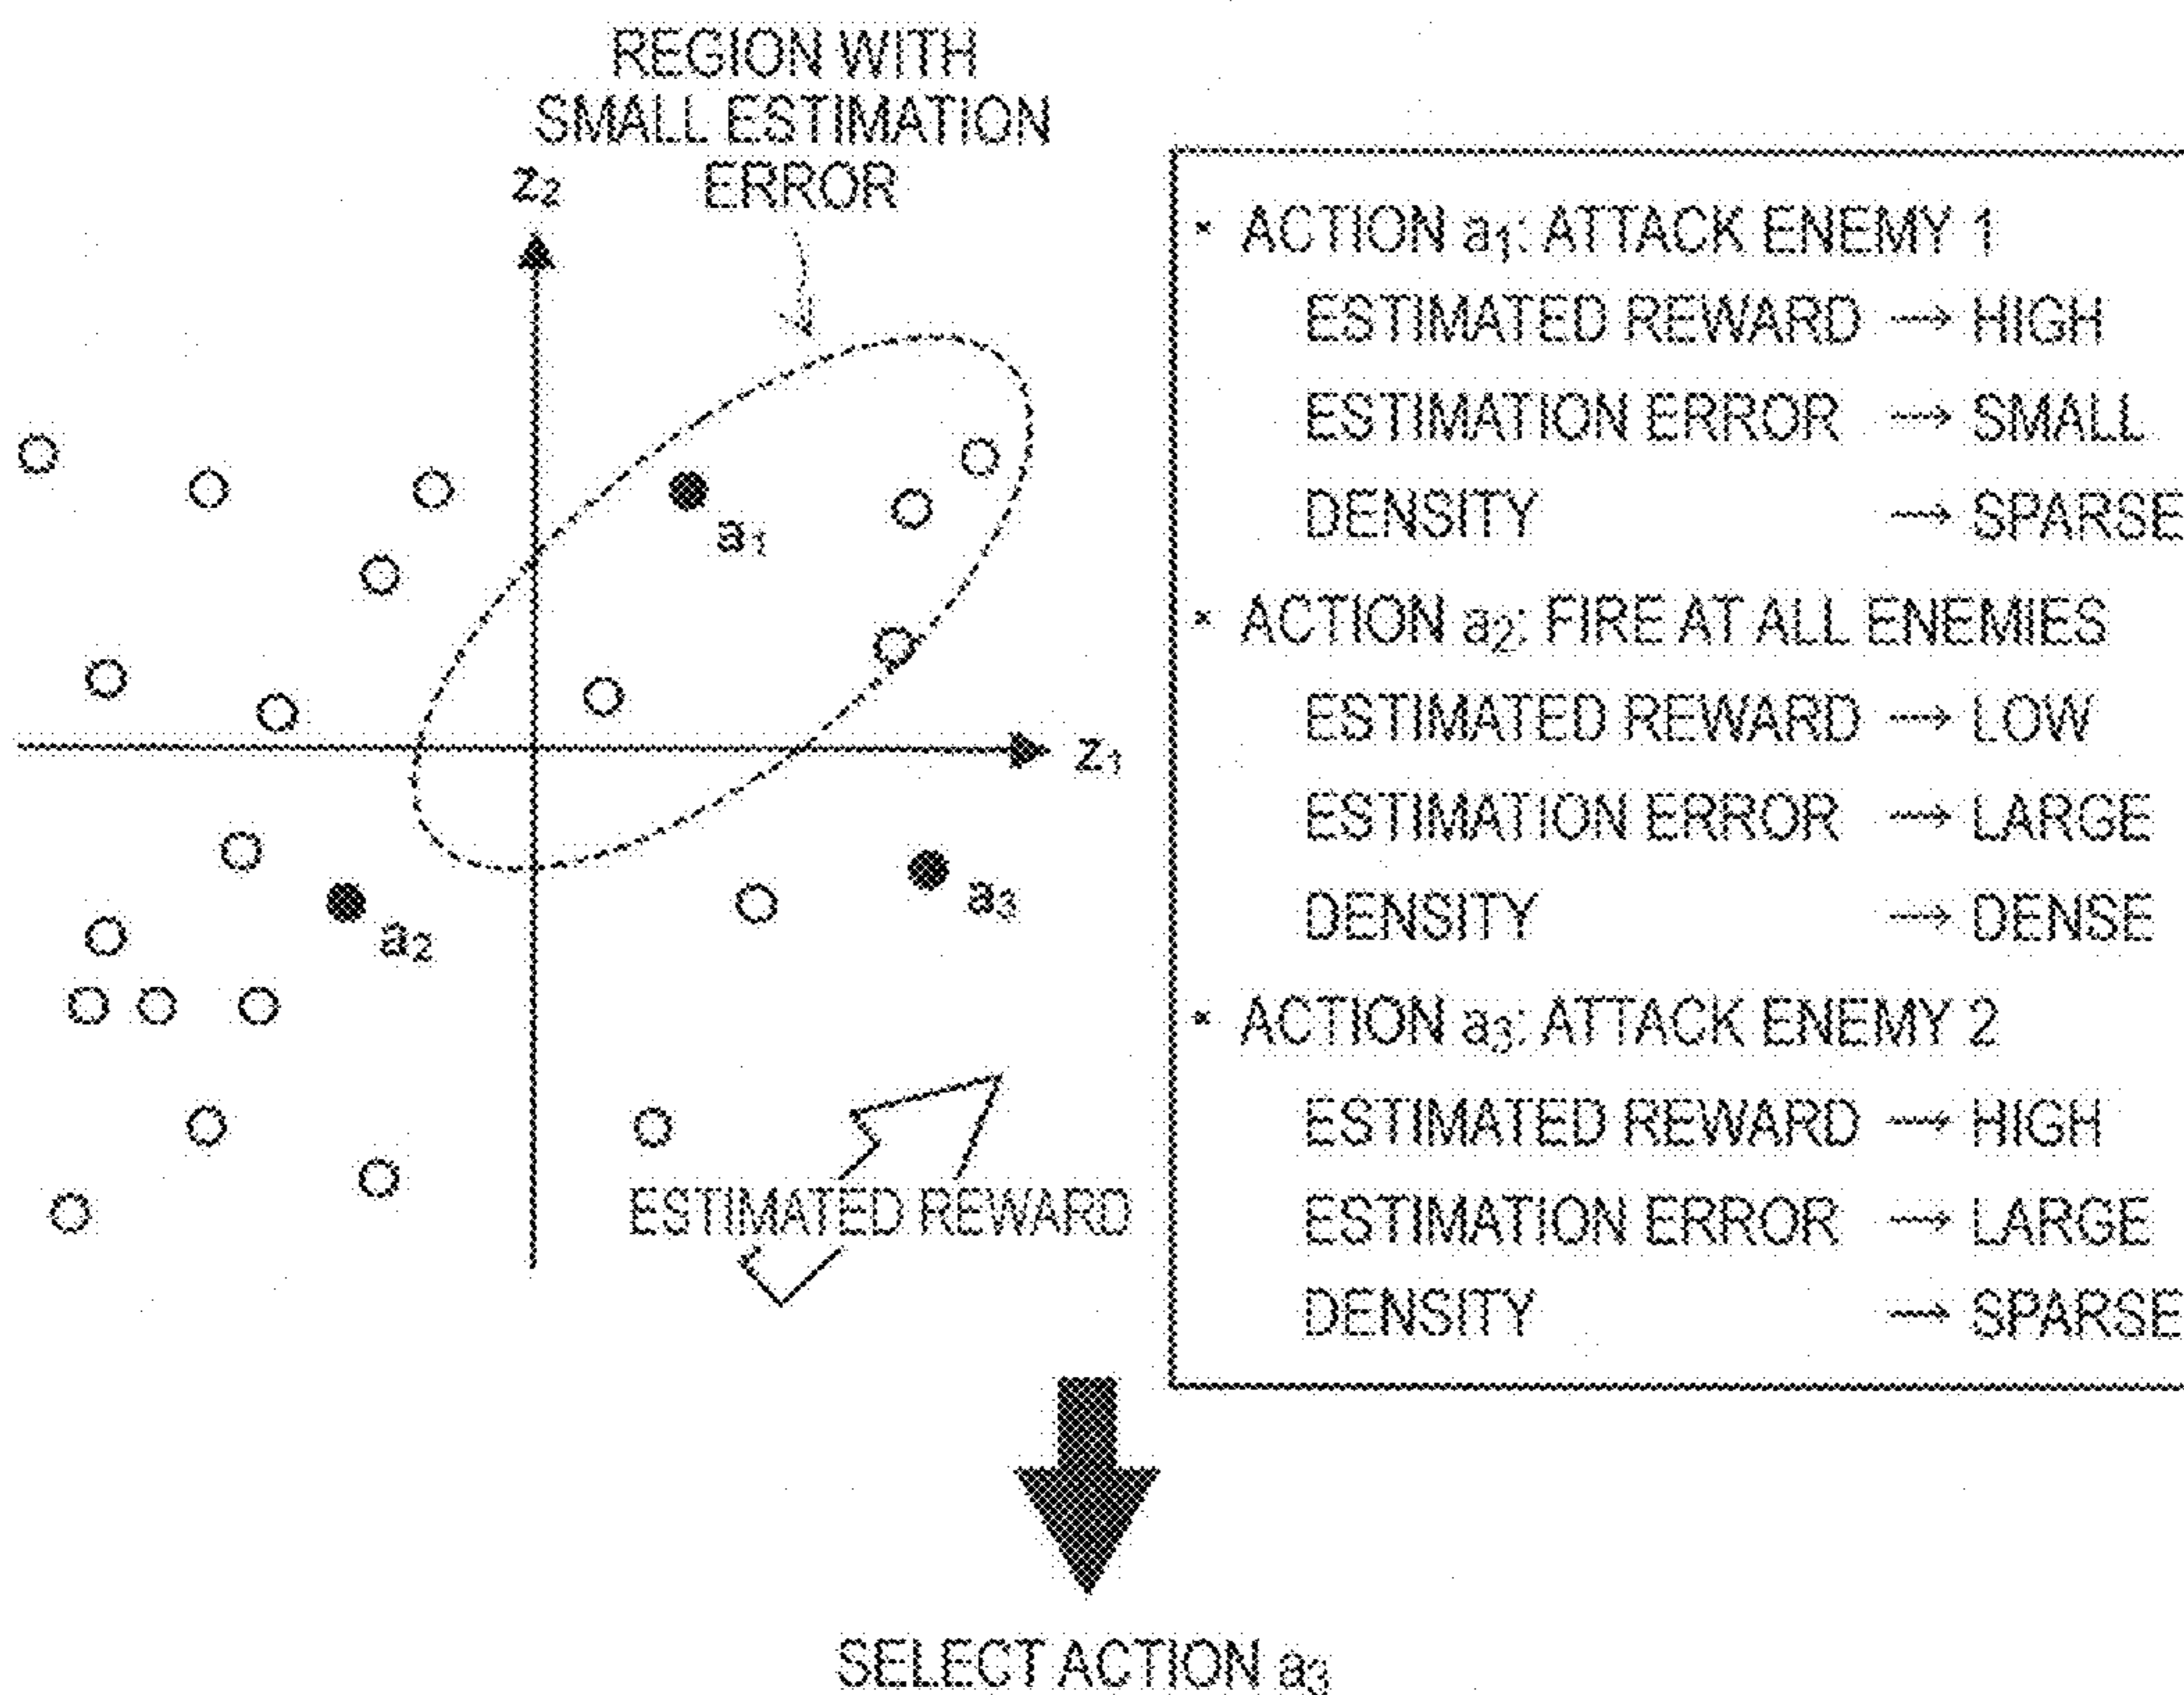 REGION WITH
SMALL ESTIMATION
ERROR
z₂
a₁
z₁
a₂
a₃
ESTIMATED REWARD
• ACTION a₁: ATTACK ENEMY 1
ESTIMATED REWARD → HIGH
ESTIMATION ERROR → SMALL
DENSITY → SPARSE
• ACTION a₂: FIRE AT ALL ENEMIES
ESTIMATED REWARD → LOW
ESTIMATION ERROR → LARGE
DENSITY → DENSE
• ACTION a₃: ATTACK ENEMY 2
ESTIMATED REWARD → HIGH
ESTIMATION ERROR → LARGE
DENSITY → SPARSE
SELECT ACTION a₃